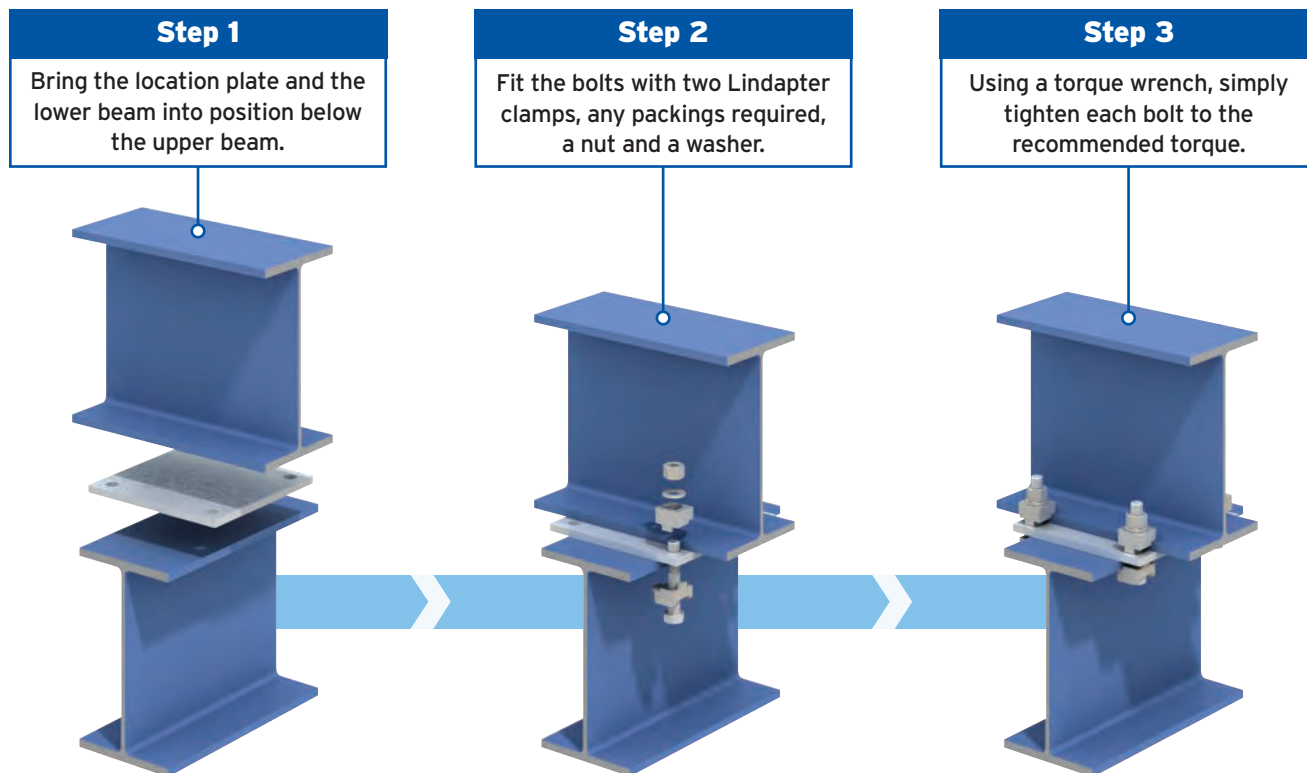 Step 1
Bring the location plate and the
lower beam into position below
the upper beam.
Step 2
Fit the bolts with two Lindapter
clamps, any packings required,
a nut and a washer.
Step 3
Using a torque wrench, simply
tighten each bolt to the
recommended torque.